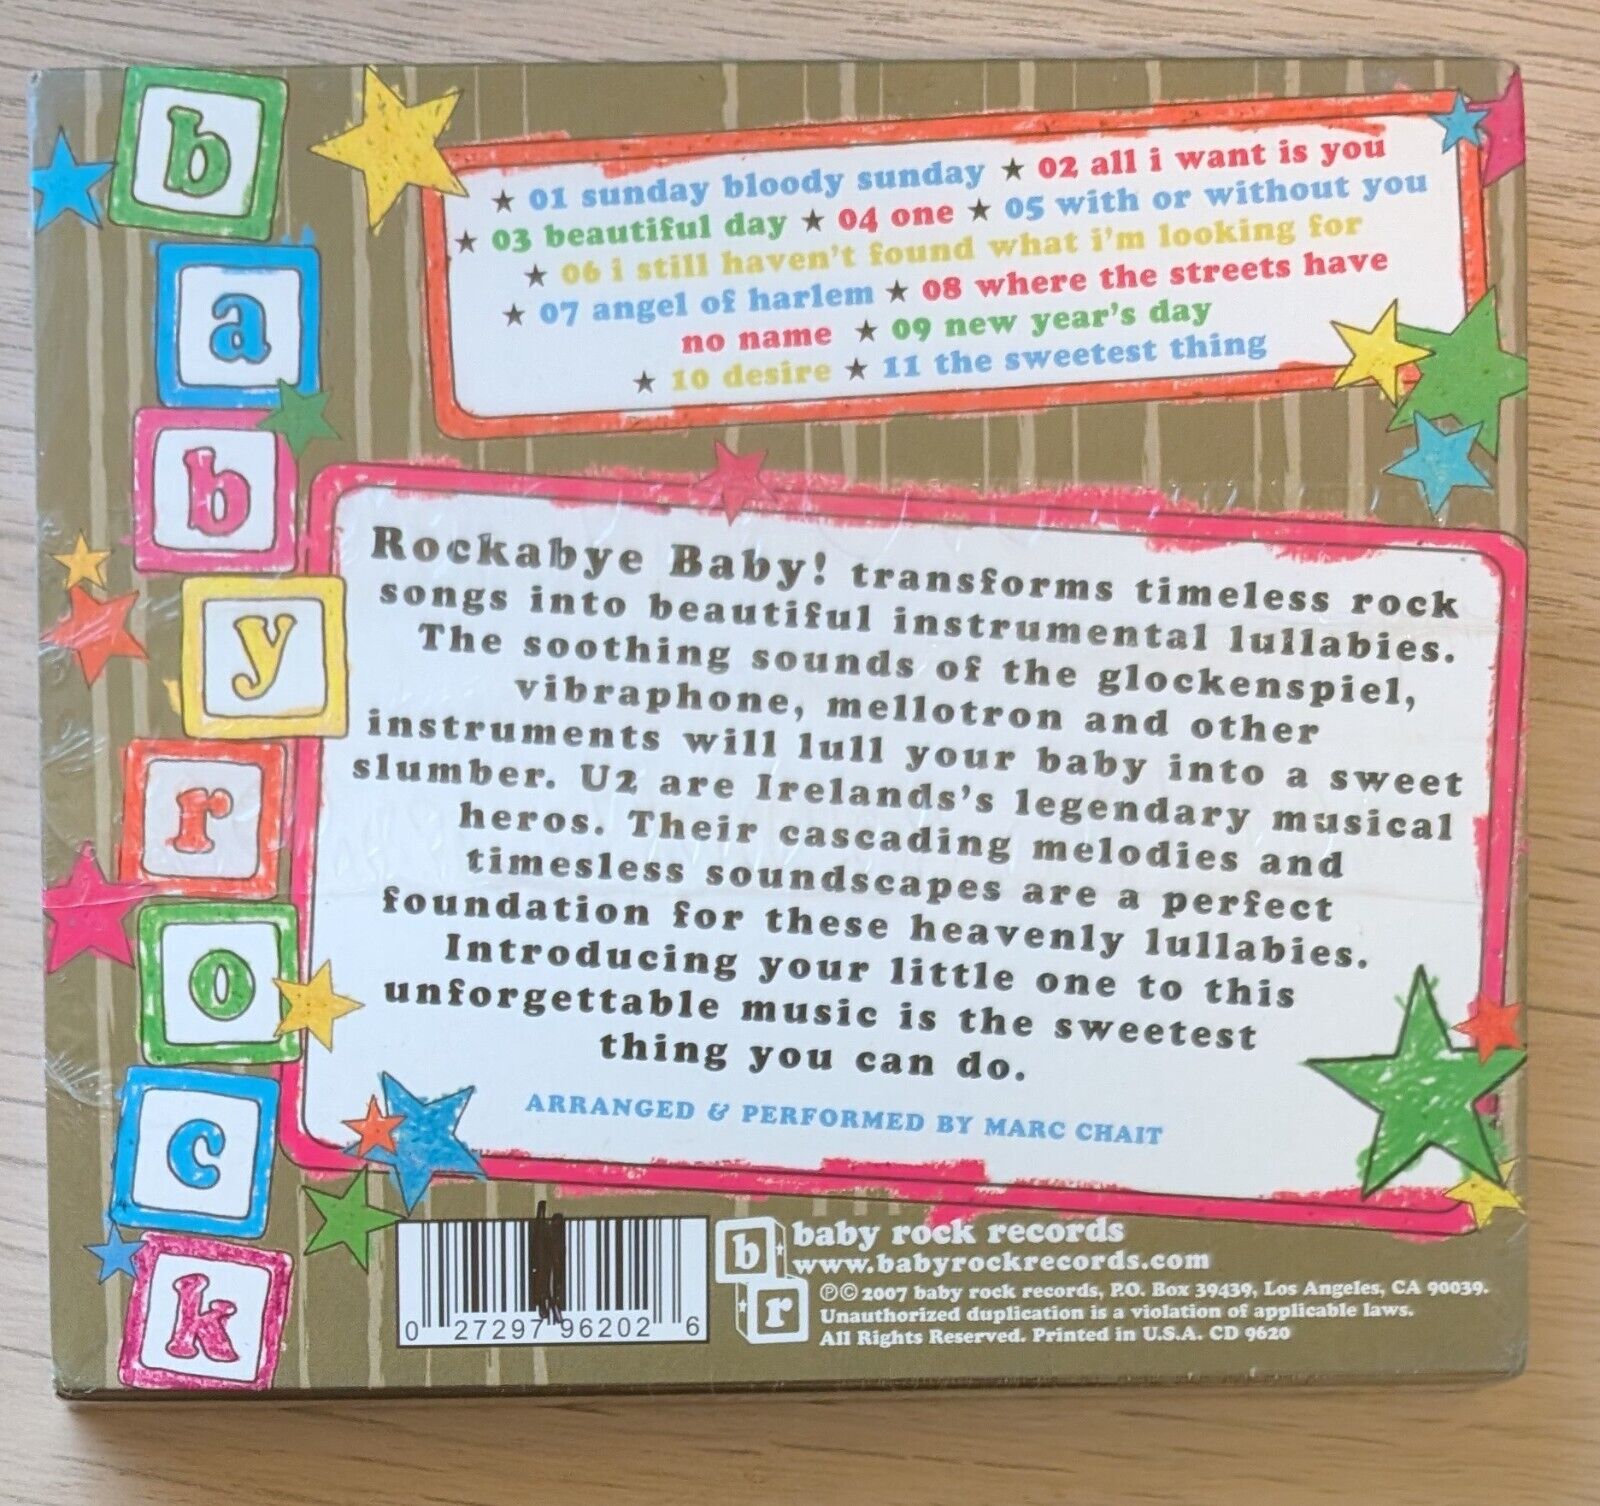 b
a
b
y
r
o
c
k
★ 01 sunday bloody sunday ★ 02 all i want is you
★ 03 beautiful day ★ 04 one ★ 05 with or without you
★ 06 i still haven't found what i'm looking for
★ 07 angel of harlem ★ 08 where the streets have
no name ★ 09 new year's day
★ 10 desire ★ 11 the sweetest thing
Rockabye Baby! transforms timeless rock
songs into beautiful instrumental lullabies.
The soothing sounds of the glockenspiel,
vibraphone, mellotron and other
instruments will lull your baby into a sweet
slumber. U2 are Irelands's legendary musical
heros. Their cascading melodies and
timesless soundscapes are a perfect
foundation for these heavenly lullabies.
Introducing your little one to this
unforgettable music is the sweetest
thing you can do.
ARRANGED & PERFORMED BY MARC CHAIT
0 27297 96202 6
b
r
baby rock records
www.babyrockrecords.com
℗© 2007 baby rock records, P.O. Box 39439, Los Angeles, CA 90039.
Unauthorized duplication is a violation of applicable laws.
All Rights Reserved. Printed in U.S.A. CD 9620